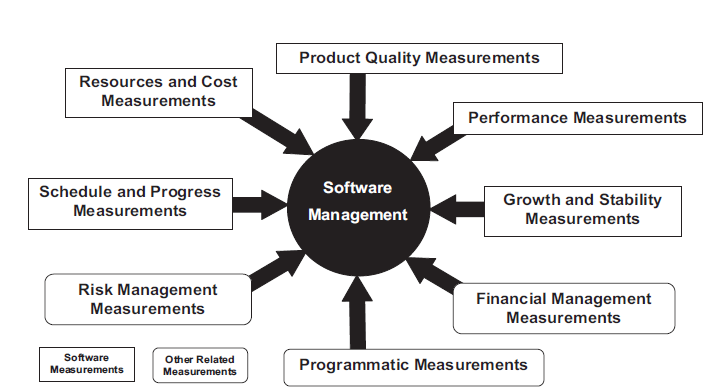 Product Quality Measurements
Resources and Cost
Measurements
Performance Measurements
Software
Management
Schedule and Progress
Measurements
Growth and Stability
Measurements
Risk Management
Measurements
Financial Management
Measurements
Programmatic Measurements
Software
Measurements
Other Related
Measurements